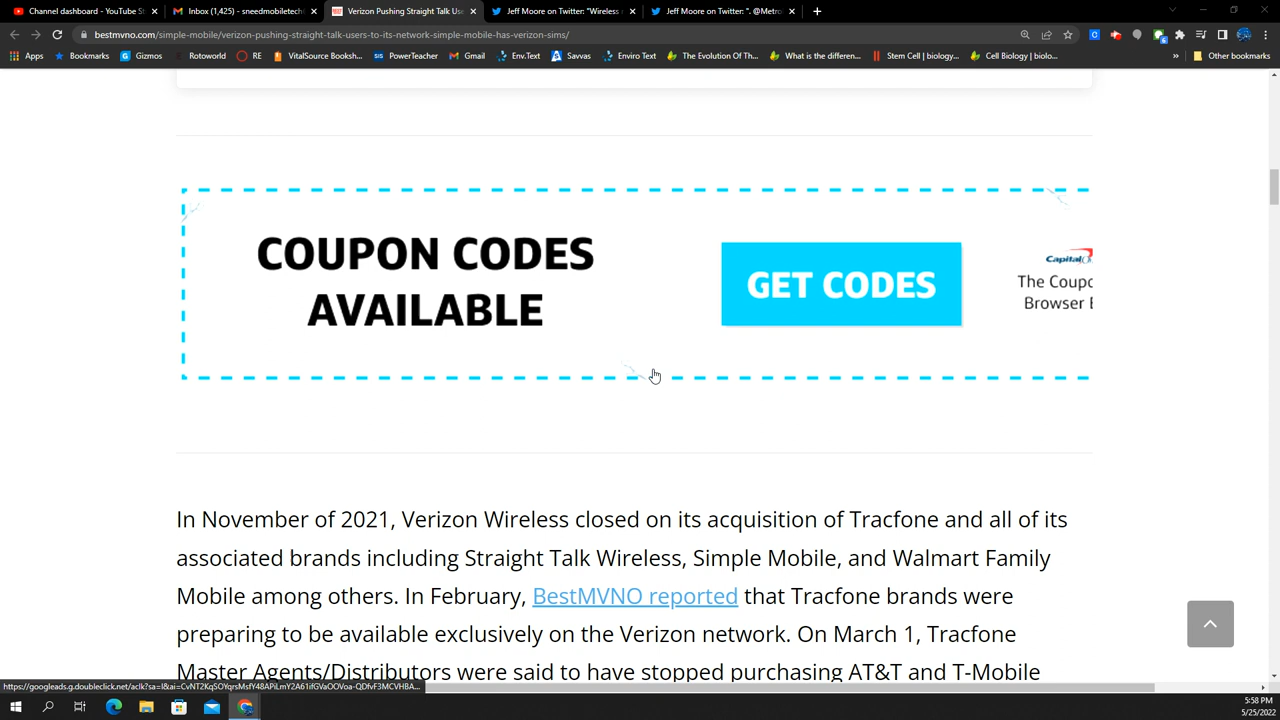 Channel dashboard - YouTube St
Inbox (1,425) - sneedmobiletech
Verizon Pushing Straight Talk Use
Jeff Moore on Twitter: "Wireless
Jeff Moore on Twitter: ". @Metro
bestmvno.com/simple-mobile/verizon-pushing-straight-talk-users-to-its-network-simple-mobile-has-verizon-sims/
Apps
Bookmarks
Gizmos
Rotoworld
RE
VitalSource Booksh...
PowerTeacher
Gmail
Env.Text
Savvas
Enviro Text
The Evolution Of Th...
What is the differen...
Stem Cell | biology...
Cell Biology | biolo...
»
Other bookmarks
COUPON CODES
AVAILABLE
GET CODES
The Coupo
Browser E
In November of 2021, Verizon Wireless closed on its acquisition of Tracfone and all of its
associated brands including Straight Talk Wireless, Simple Mobile, and Walmart Family
Mobile among others. In February, BestMVNO reported that Tracfone brands were
preparing to be available exclusively on the Verizon network. On March 1, Tracfone
Master Agents/Distributors were said to have stopped purchasing AT&T and T-Mobile
5:58 PM
5/25/2022